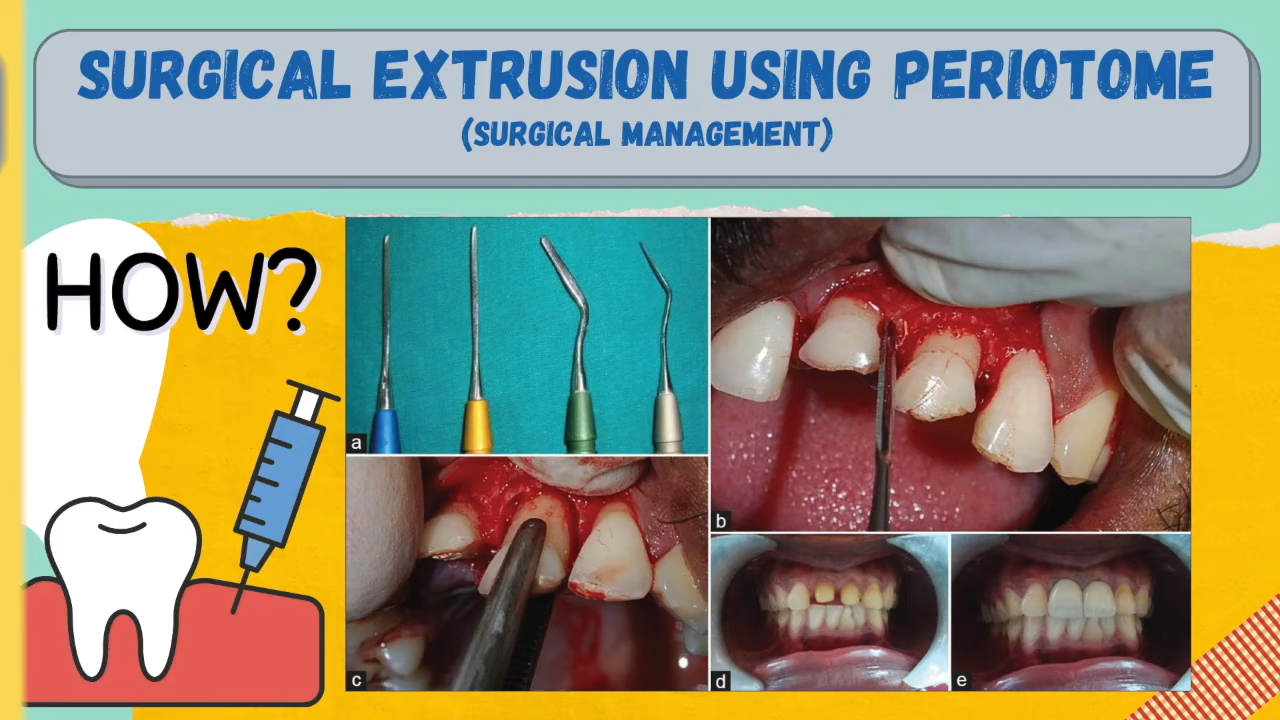 SURGICAL EXTRUSION USING PERIOTOME
(SURGICAL MANAGEMENT)
HOW?
a
b
c
d
e